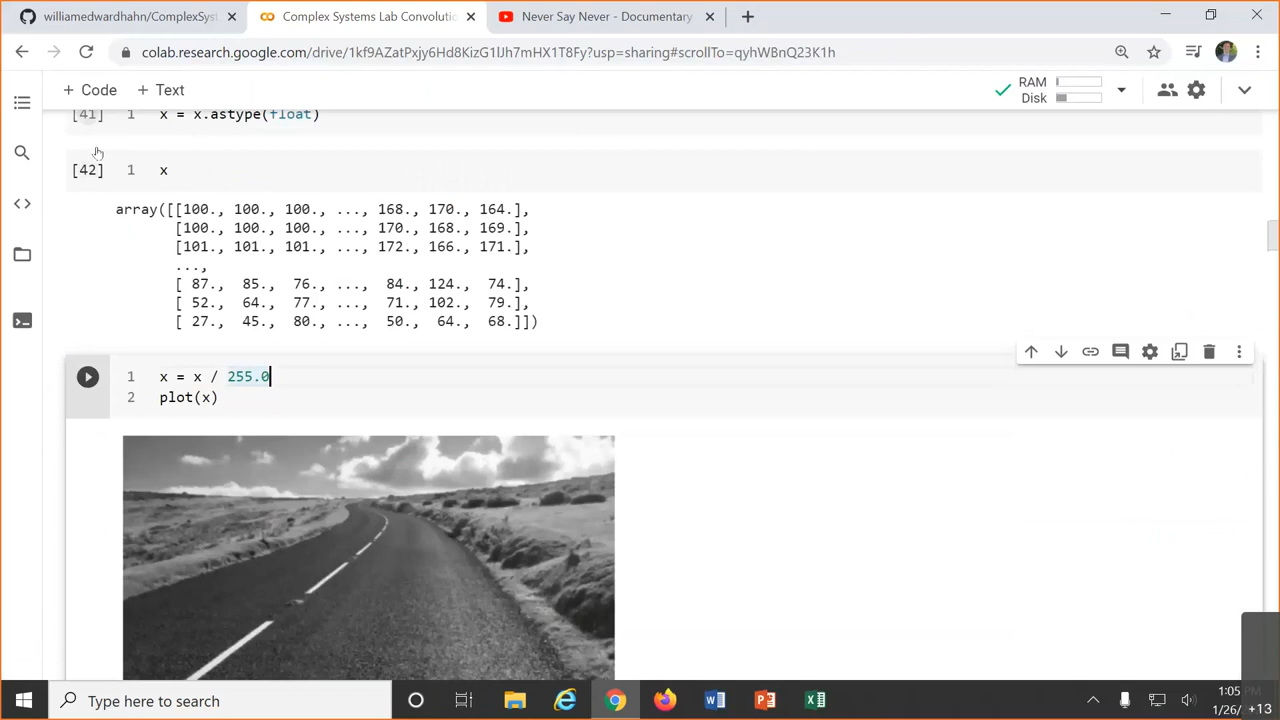 williamedwardhahn/ComplexSyst
Complex Systems Lab Convolutio
Never Say Never - Documentary
colab.research.google.com/drive/1kf9AZatPxjy6Hd8KizG1lJh7mHX1T8Fy?usp=sharing#scrollTo=qyhWBnQ23K1h
+ Code + Text
RAM
Disk
[41] 1 x = x.astype(float)
[42] 1 x
array([[100., 100., 100., ..., 168., 170., 164.],
[100., 100., 100., ..., 170., 168., 169.],
[101., 101., 101., ..., 172., 166., 171.],
...,
[ 87., 85., 76., ..., 84., 124., 74.],
[ 52., 64., 77., ..., 71., 102., 79.],
[ 27., 45., 80., ..., 50., 64., 68.]])
1 x = x / 255.0
2 plot(x)
Type here to search
1:05
1/26/
+13